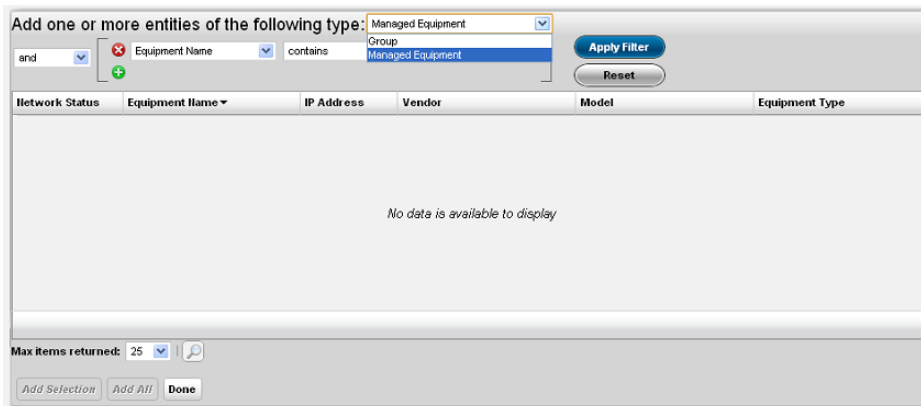 Add one or more entities of the following type: Managed Equipment
Group
Managed Equipment
and Equipment Name contains
Apply Filter
Reset
Network Status Equipment Name IP Address Vendor Model Equipment Type
No data is available to display
Max items returned: 25
Add Selection Add All Done